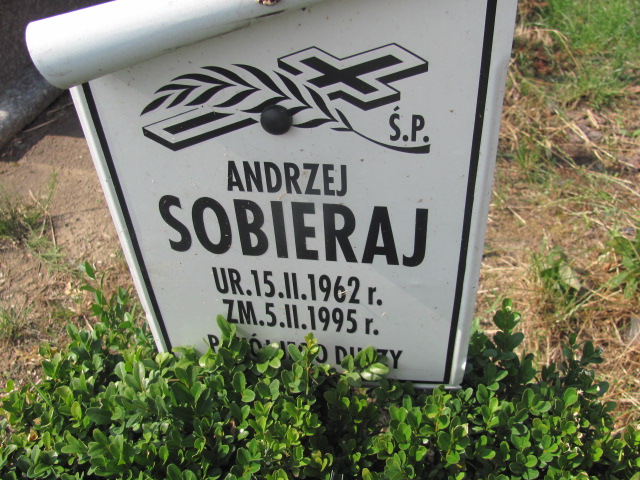 Ś.P.
ANDRZEJ
SOBIERAJ
UR.15.II.1962 r.
ZM.5.II.1995 r.